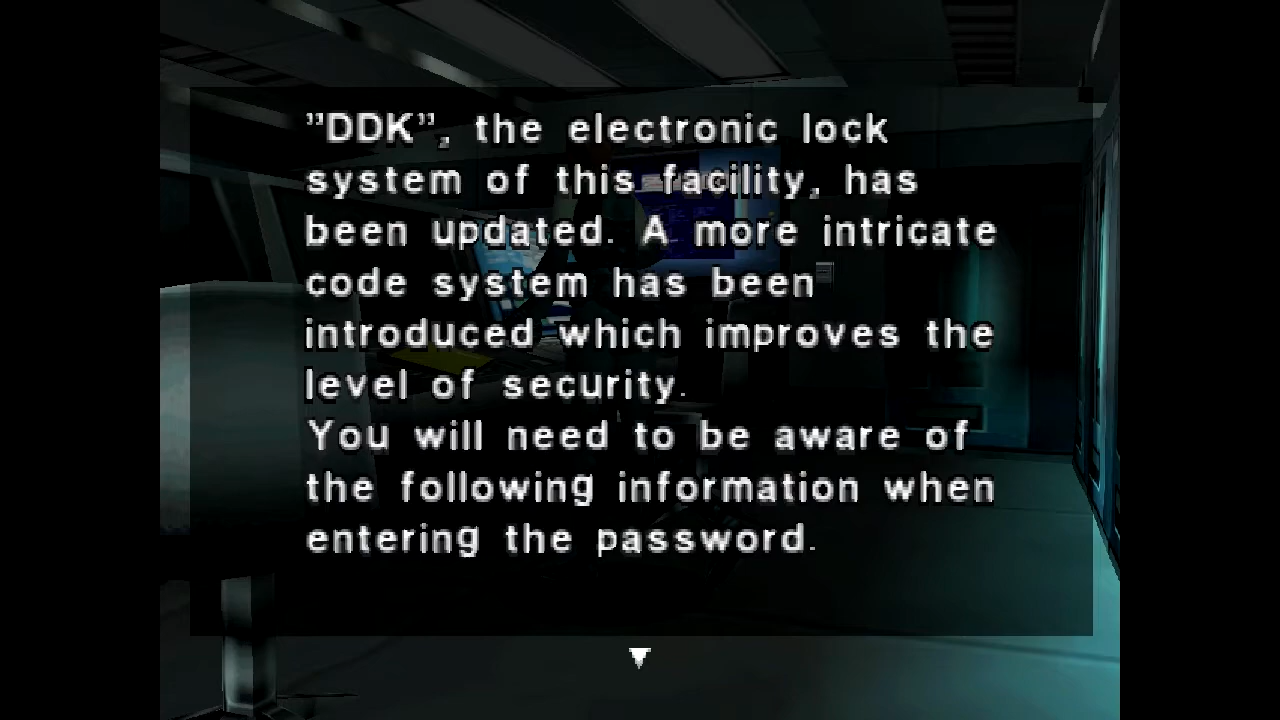 ”DDK”, the electronic lock
system of this facility, has
been updated. A more intricate
code system has been
introduced which improves the
level of security.
You will need to be aware of
the following information when
entering the password.